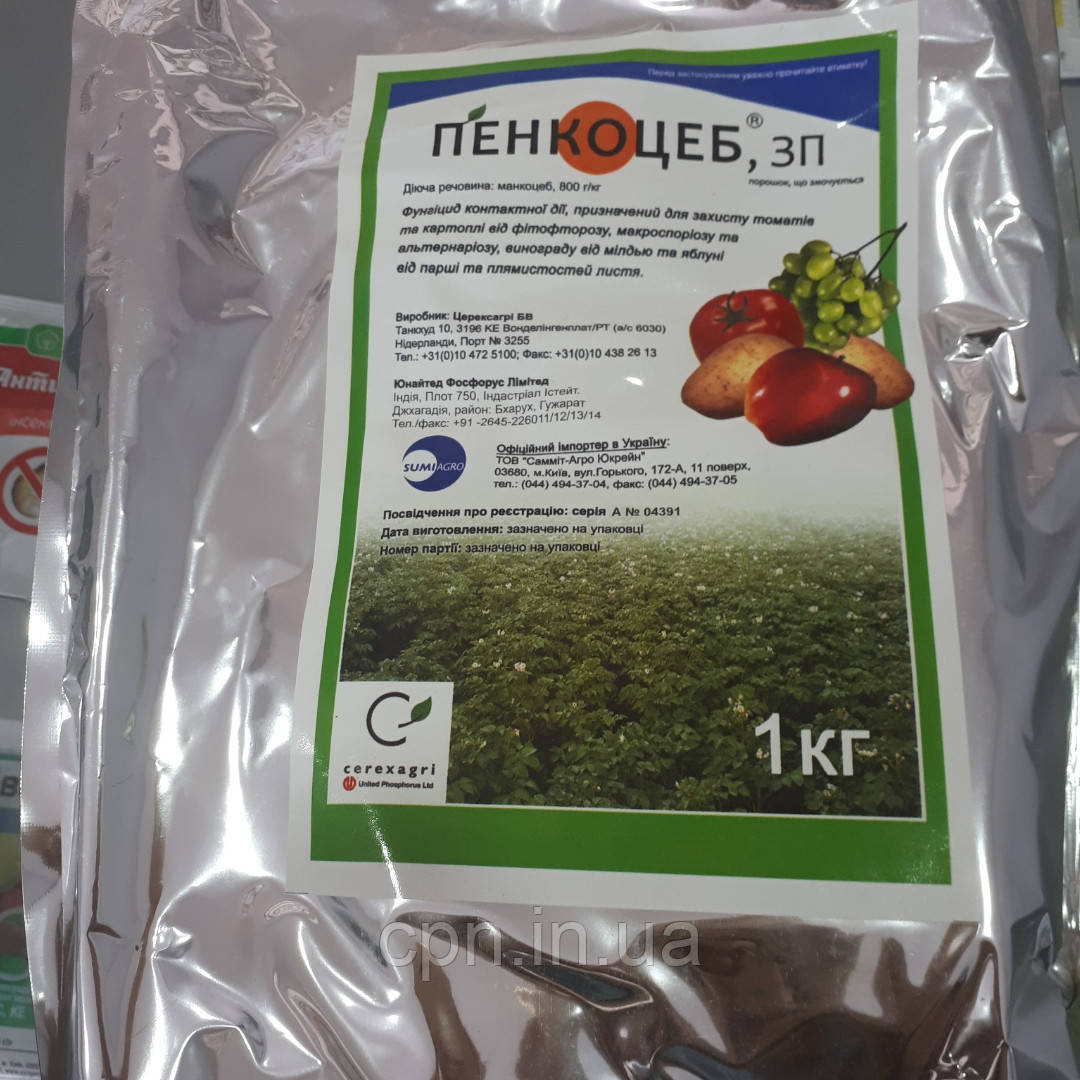 Перед застосуванням уважно прочитайте етикетку!
ПЕНКОЦЕБ®, ЗП
порошок, що змочується
Діюча речовина: манкоцеб, 800 г/кг
Фунгіцид контактної дії, призначений для захисту томатів
та картоплі від фітофторозу, макроспоріозу та
альтернаріозу, винограду від мілдью та яблуні
від парші та плямистостей листя.
Виробник: Церексагрі БВ
Танкхуд 10, 3196 КЕ Вонделінгенплат/РТ (а/с 6030)
Нідерланди, Порт № 3255
Тел.: +31(0)10 472 5100; Факс: +31(0)10 438 26 13
Юнайтед Фосфорус Лімітед
Індія, Плот 750, Індастріал Істейт.
Джхагадія, район: Бхарух, Гужарат
Тел./факс: +91 -2645-226011/12/13/14
SUMIAGRO
Офіційний імпортер в Україну:
ТОВ "Самміт-Агро Юкрейн"
03680, м.Київ, вул.Горького, 172-А, 11 поверх,
тел.: (044) 494-37-04, факс: (044) 494-37-05
Посвідчення про реєстрацію: серія А № 04391
Дата виготовлення: зазначено на упаковці
Номер партії: зазначено на упаковці
cerexagri
United Phosphorus Ltd
1кг
cpn.in.ua